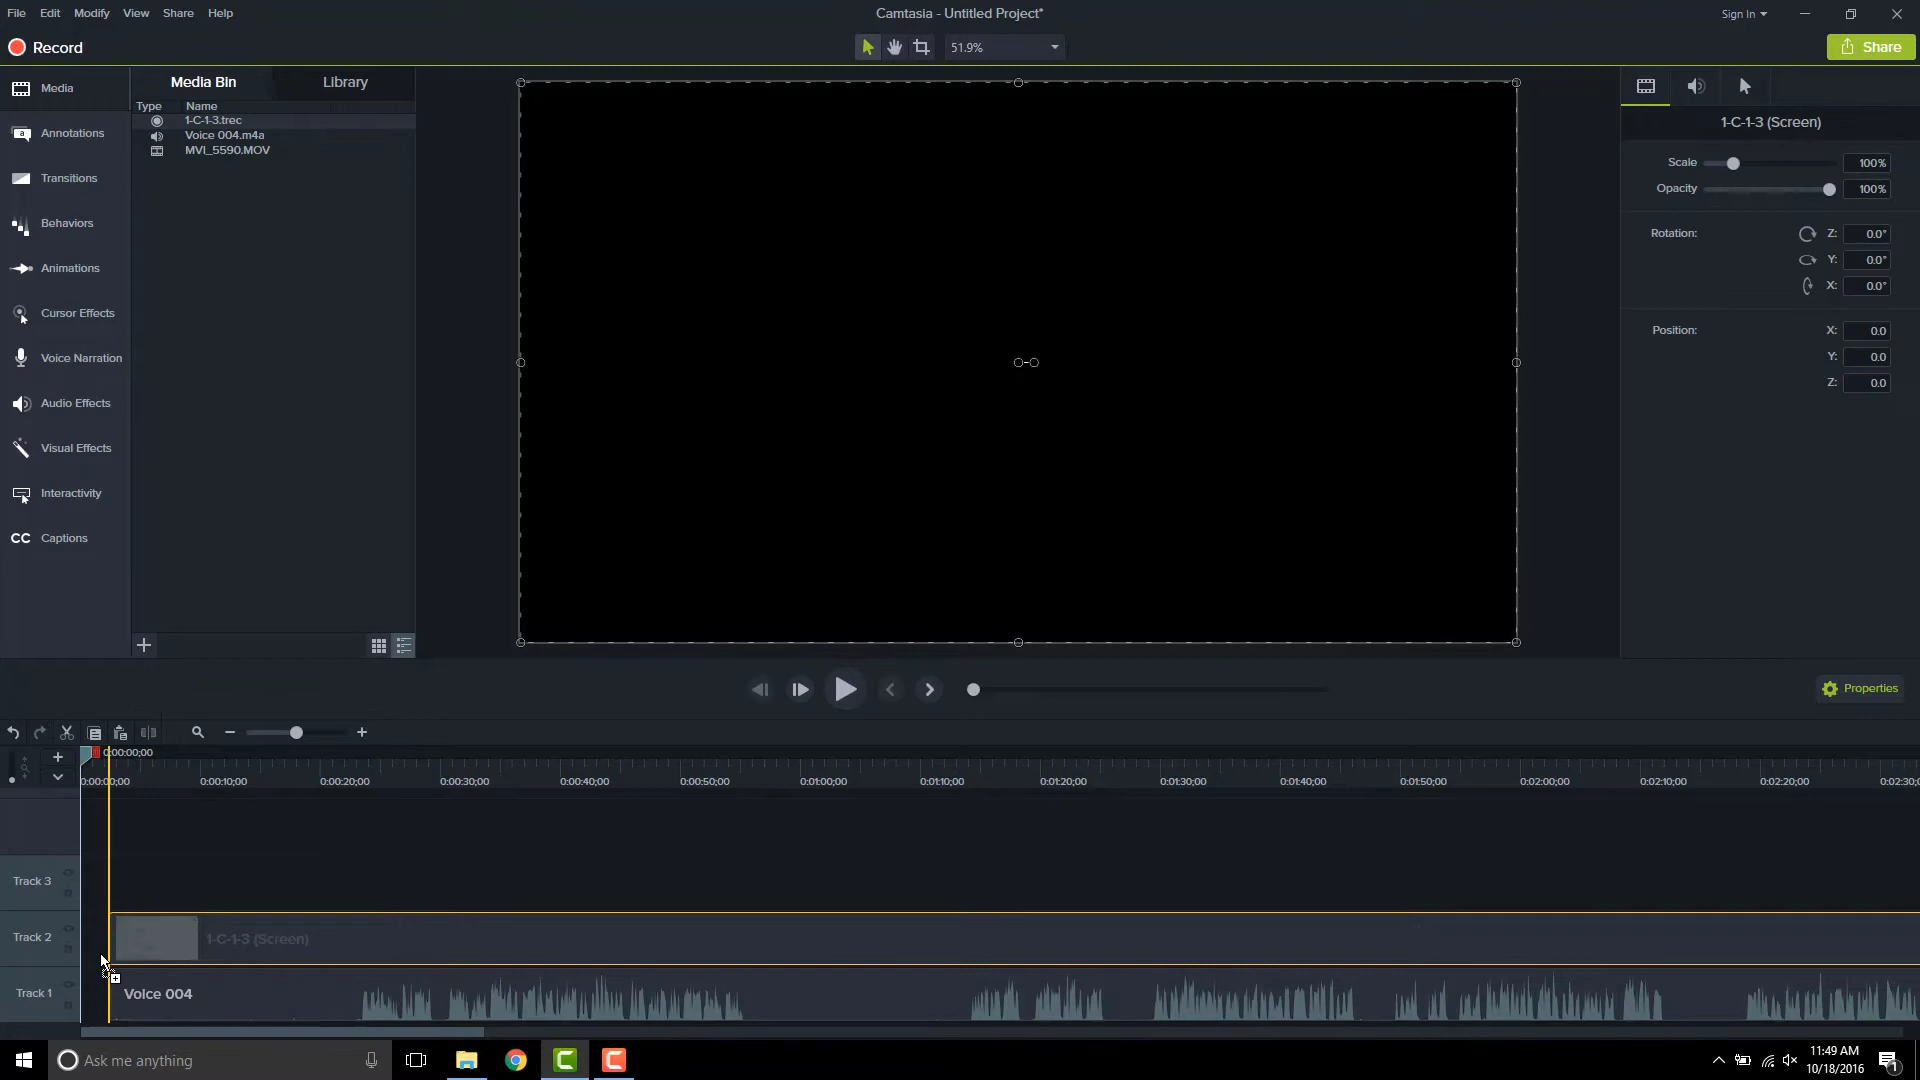 File Edit Modify View Share Help
Camtasia - Untitled Project*
Sign In
Record
51.9%
Share
Media
Annotations
Transitions
Behaviors
Animations
Cursor Effects
Voice Narration
Audio Effects
Visual Effects
Interactivity
CC Captions
Media Bin Library
Type Name
1-C-1-3.trec
Voice 004.m4a
MVI_5590.MOV
1-C-1-3 (Screen)
Scale 100%
Opacity 100%
Rotation: Z: 0.0°
Y: 0.0°
X: 0.0°
Position: X: 0.0
Y: 0.0
Z: 0.0
Properties
0:00:00;00
0:00:00;00 0:00:10;00 0:00:20;00 0:00:30;00 0:00:40;00 0:00:50;00 0:01:00;00 0:01:10;00 0:01:20;00 0:01:30;00 0:01:40;00 0:01:50;00 0:02:00;00 0:02:10;00 0:02:20;00 0:02:30;0
Track 3
Track 2 1-C-1-3 (Screen)
Track 1 Voice 004
Ask me anything
11:49 AM
10/18/2016
1